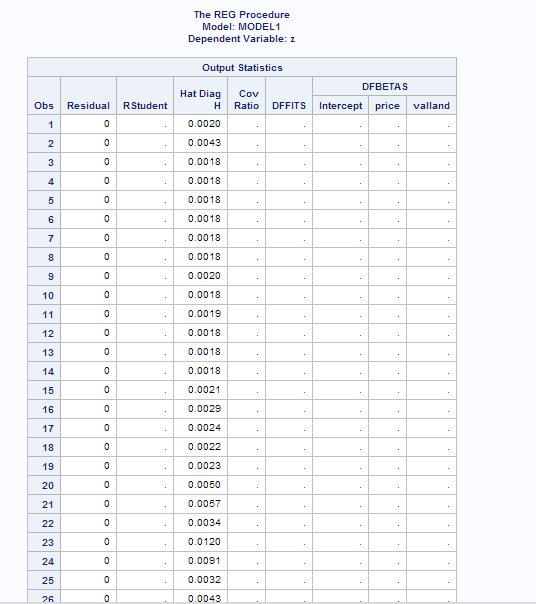 The REG Procedure
Model: MODEL1
Dependent Variable: z
Output Statistics
Obs Residual RStudent Hat Diag H Cov Ratio DFFITS DFBETAS
Intercept price valland
1 0 . 0.0020 . . . . .
2 0 . 0.0043 . . . . .
3 0 . 0.0018 . . . . .
4 0 . 0.0018 . . . . .
5 0 . 0.0018 . . . . .
6 0 . 0.0018 . . . . .
7 0 . 0.0018 . . . . .
8 0 . 0.0018 . . . . .
9 0 . 0.0020 . . . . .
10 0 . 0.0018 . . . . .
11 0 . 0.0019 . . . . .
12 0 . 0.0018 . . . . .
13 0 . 0.0018 . . . . .
14 0 . 0.0018 . . . . .
15 0 . 0.0021 . . . . .
16 0 . 0.0029 . . . . .
17 0 . 0.0024 . . . . .
18 0 . 0.0022 . . . . .
19 0 . 0.0023 . . . . .
20 0 . 0.0050 . . . . .
21 0 . 0.0057 . . . . .
22 0 . 0.0034 . . . . .
23 0 . 0.0120 . . . . .
24 0 . 0.0091 . . . . .
25 0 . 0.0032 . . . . .
26 0 . 0.0043 . . . . .